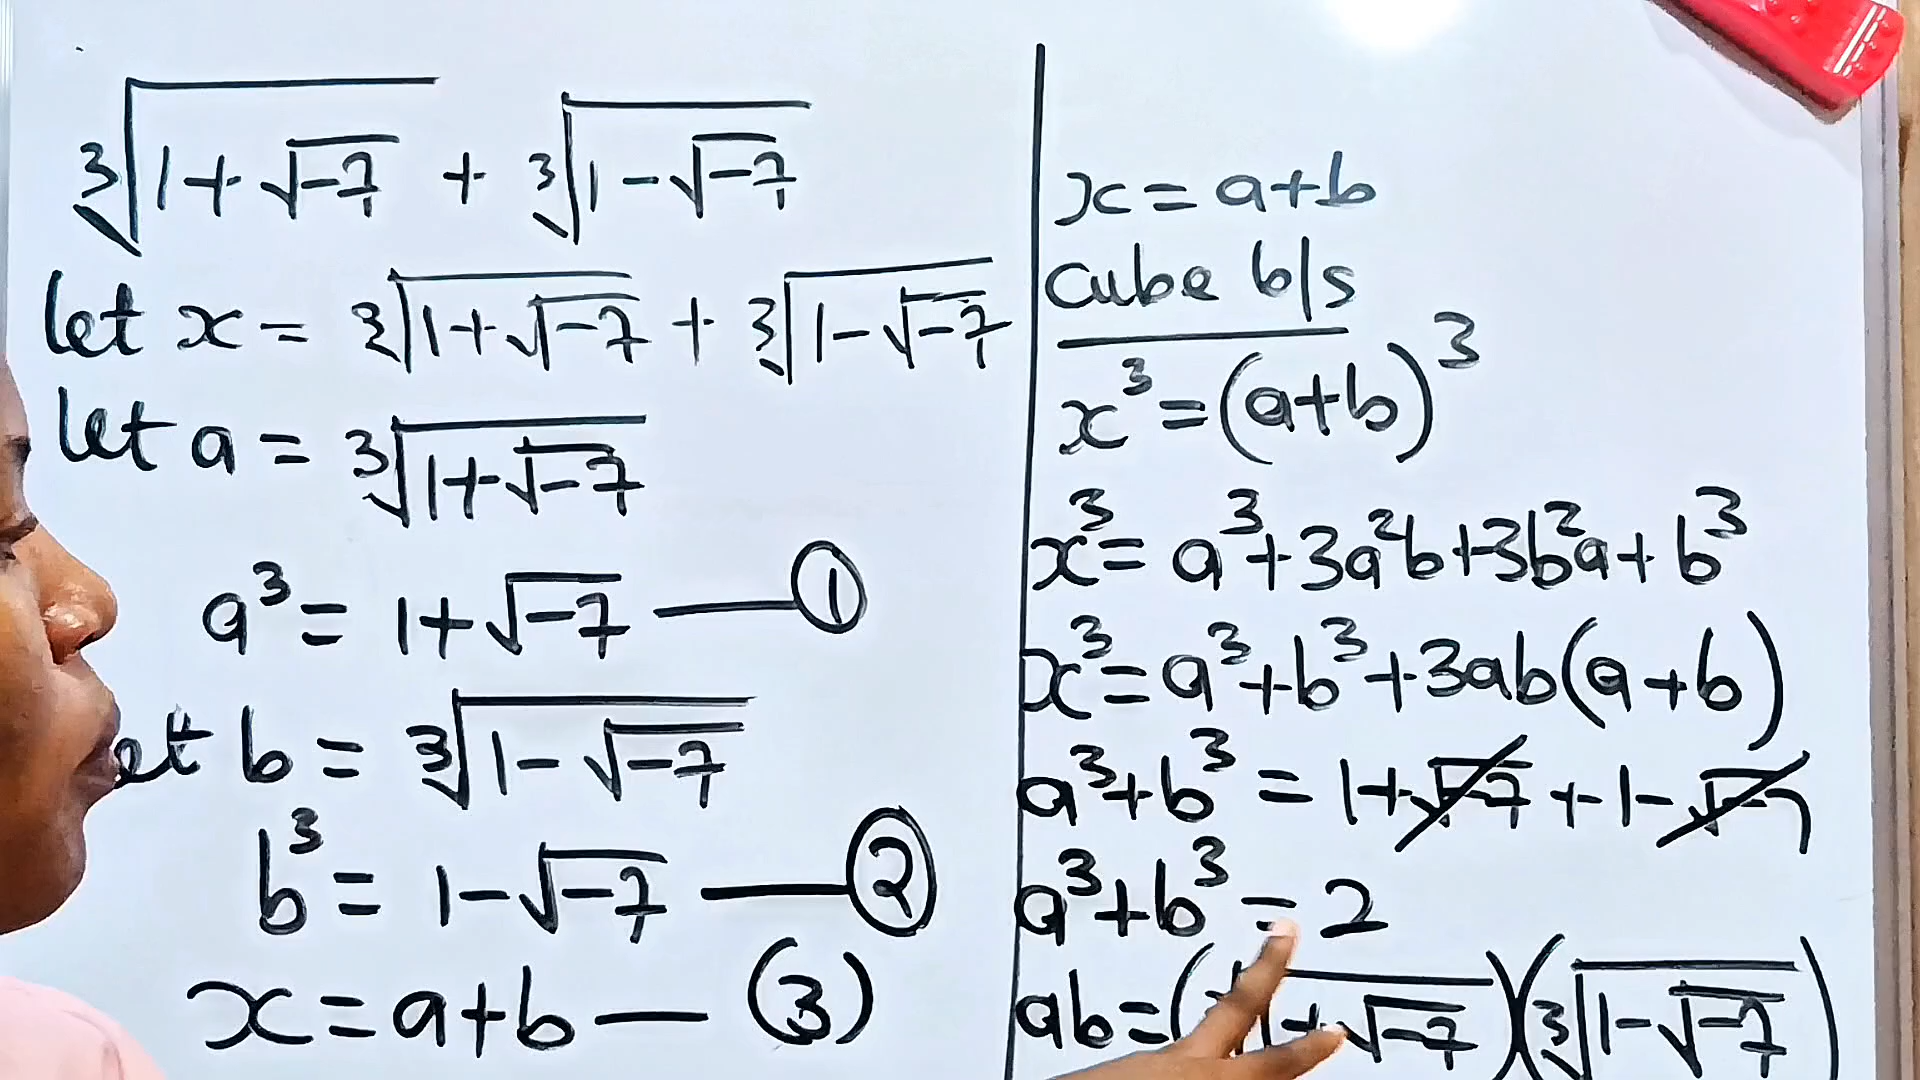 ∛(1+√-7) + ∛(1-√-7)
let x = ∛(1+√-7) + ∛(1-√-7)
let a = ∛(1+√-7)
a³ = 1+√-7 — ①
et b = ∛(1-√-7)
b³ = 1-√-7 — ②
x = a+b — (3)
x = a+b
cube b/s
x³ = (a+b)³
x³ = a³+3a²b+3b²a+b³
x³ = a³+b³+3ab(a+b)
a³+b³ = 1+√-7+1-√-7
a³+b³ = 2
ab = ( +√-7)(∛(1-√-7))